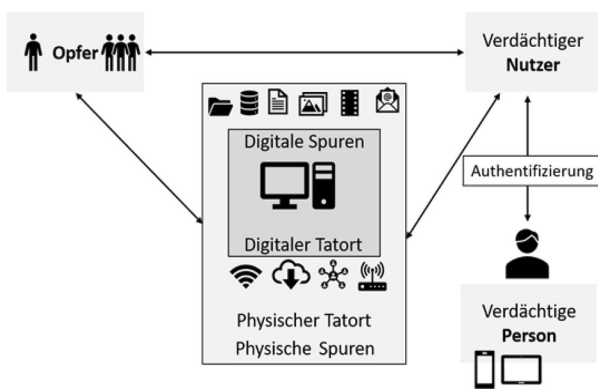 Opfer
Verdächtiger
Nutzer
Digitale Spuren
Authentifizierung
Digitaler Tatort
Physischer Tatort
Physische Spuren
Verdächtige
Person